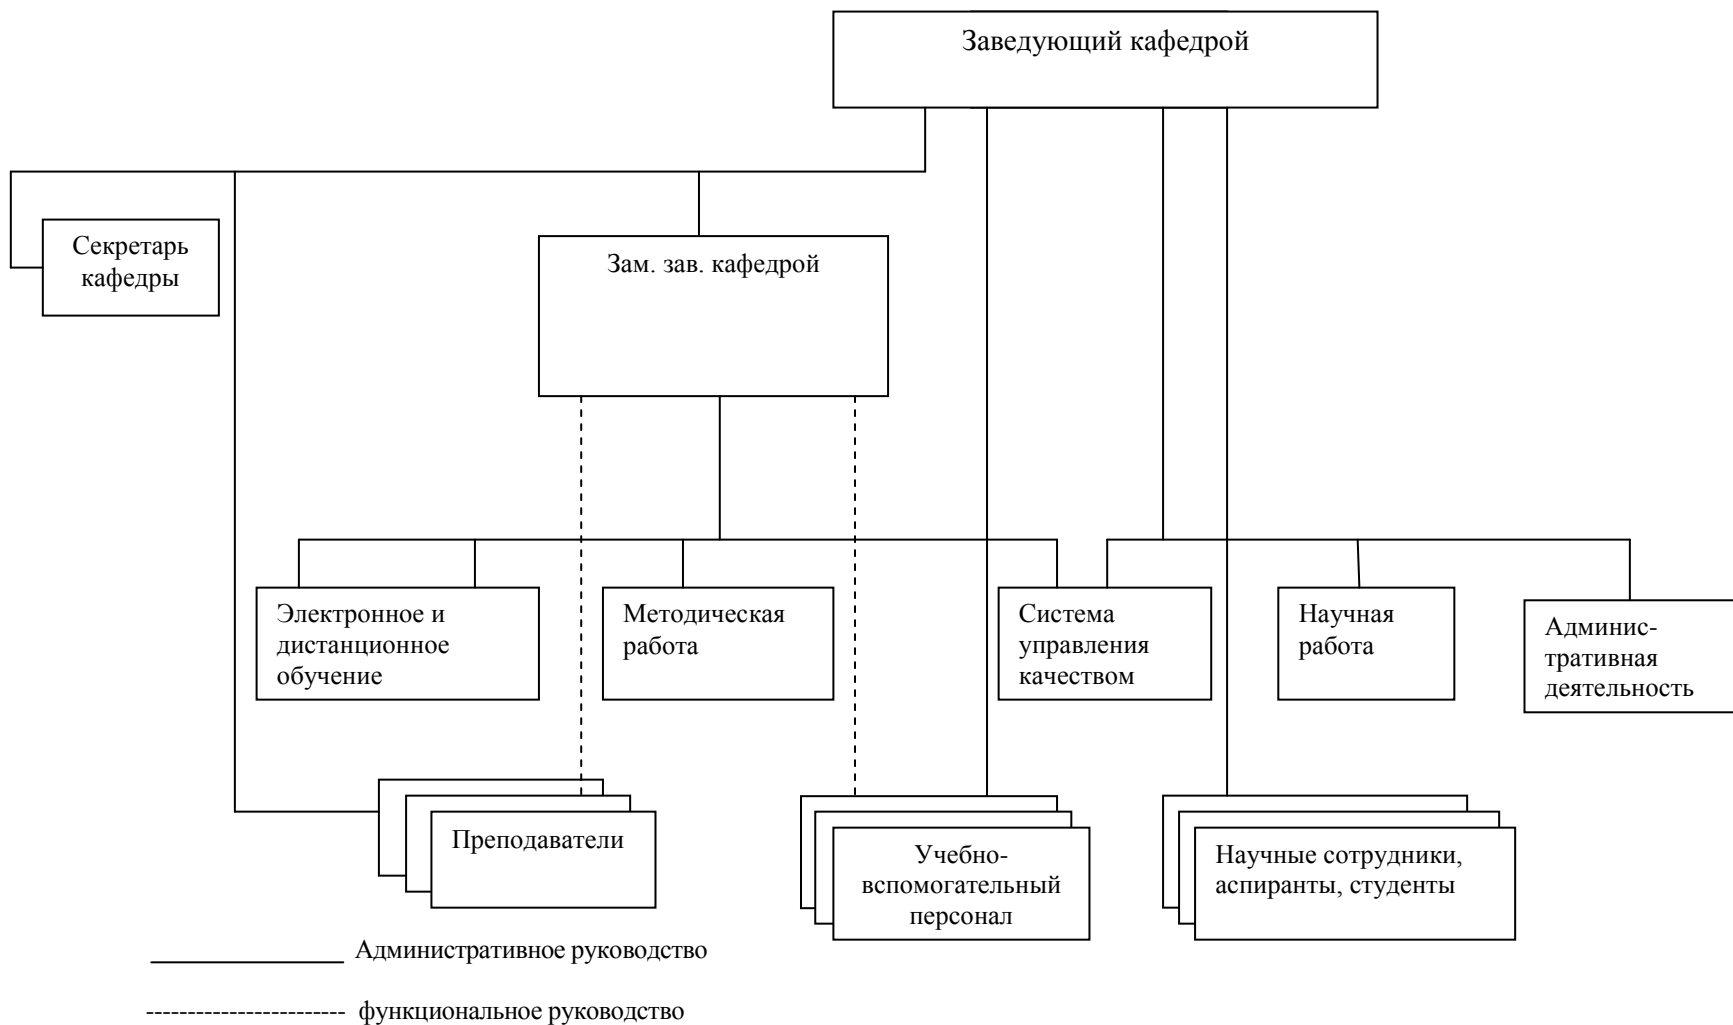 Заведующий кафедрой
Секретарь
кафедры
Зам. зав. кафедрой
Электронное и
дистанционное
обучение
Методическая
работа
Система
управления
качеством
Научная
работа
Админис-
тративная
деятельность
Преподаватели
Учебно-
вспомогательный
персонал
Научные сотрудники,
аспиранты, студенты
Административное руководство
функциональное руководство